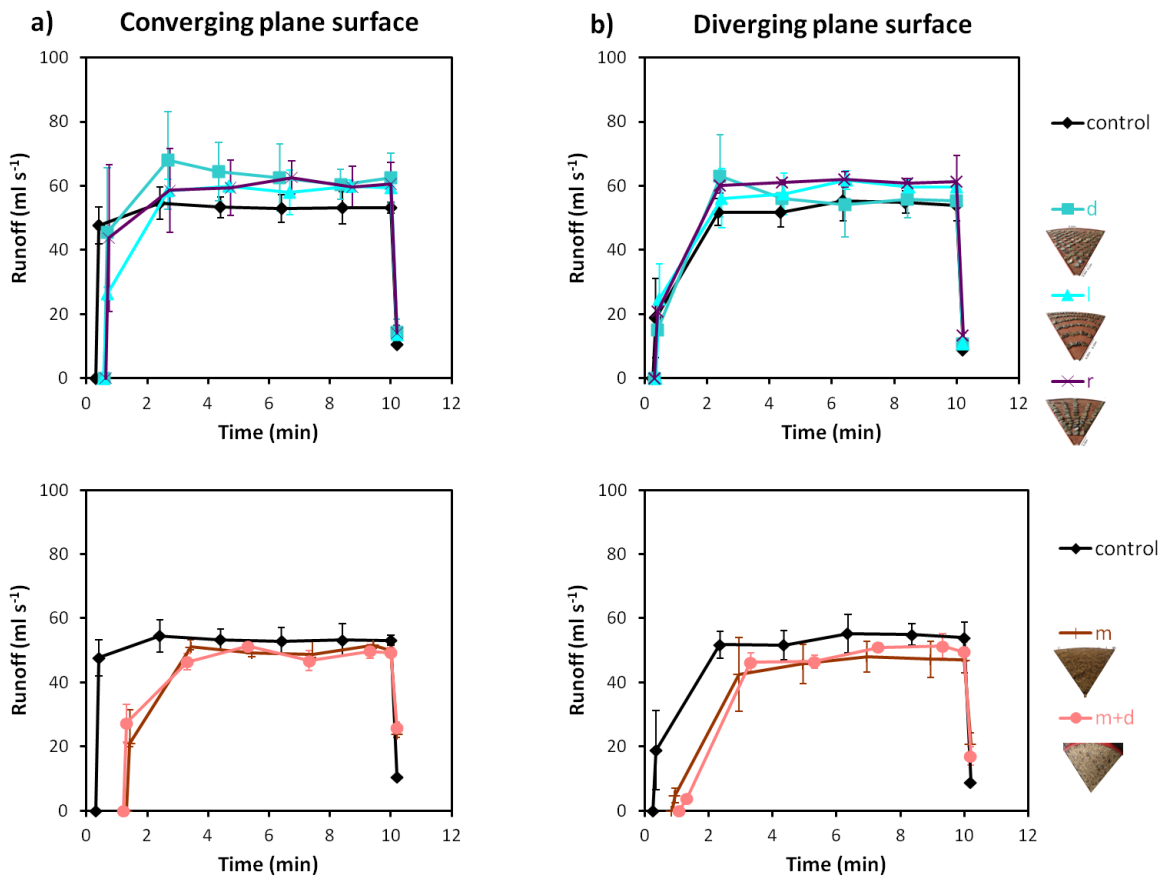 a) Converging plane surface
b) Diverging plane surface
100
80
60
40
20
0
Runoff (ml s⁻¹)
0 2 4 6 8 10 12
Time (min)
100
80
60
40
20
0
Runoff (ml s⁻¹)
0 2 4 6 8 10 12
Time (min)
control
d
l
r
100
80
60
40
20
0
Runoff (ml s⁻¹)
0 2 4 6 8 10 12
Time (min)
100
80
60
40
20
0
Runoff (ml s⁻¹)
0 2 4 6 8 10 12
Time (min)
control
m
m+d